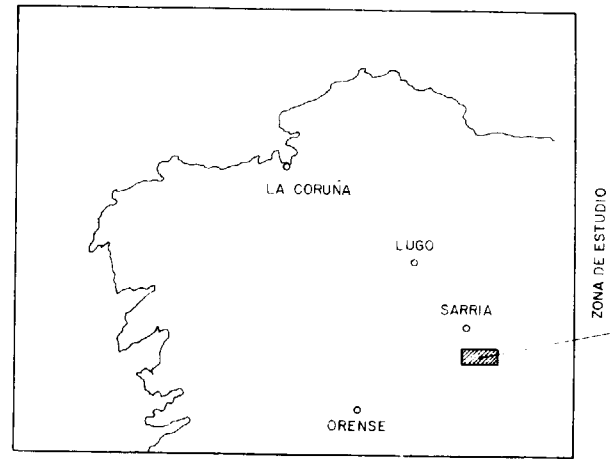 LA CORUÑA
LUGO
SARRIA
ORENSE
ZONA DE ESTUDIO